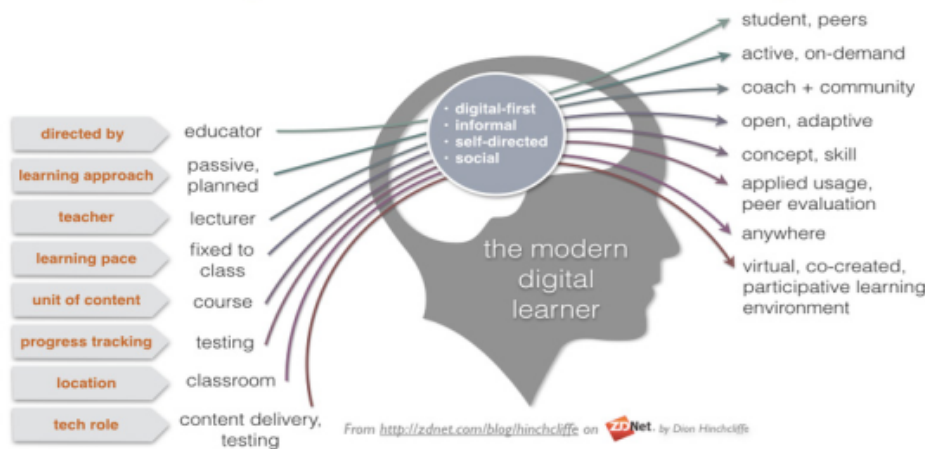 directed by
educator
learning approach
passive,
planned
teacher
lecturer
learning pace
fixed to
class
unit of content
course
progress tracking
testing
location
classroom
tech role
content delivery,
testing
• digital-first
• informal
• self-directed
• social
the modern
digital
learner
student, peers
active, on-demand
coach + community
open, adaptive
concept, skill
applied usage,
peer evaluation
anywhere
virtual, co-created,
participative learning
environment
From http://zdnet.com/blog/hinchcliffe on ZDNet. by Dion Hinchcliffe